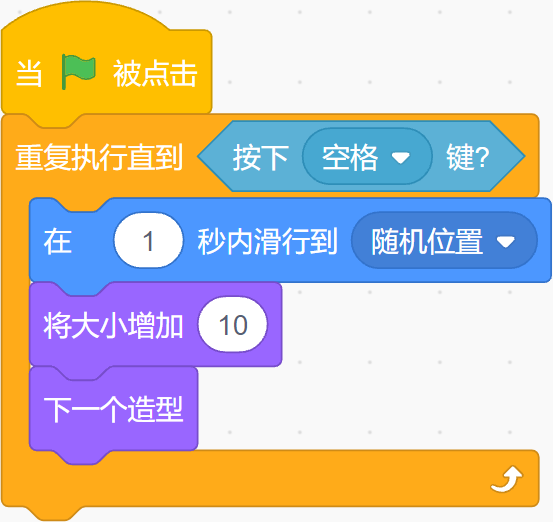 当 被点击
重复执行直到 按下 空格 键?
在 1 秒内滑行到 随机位置
将大小增加 10
下一个造型